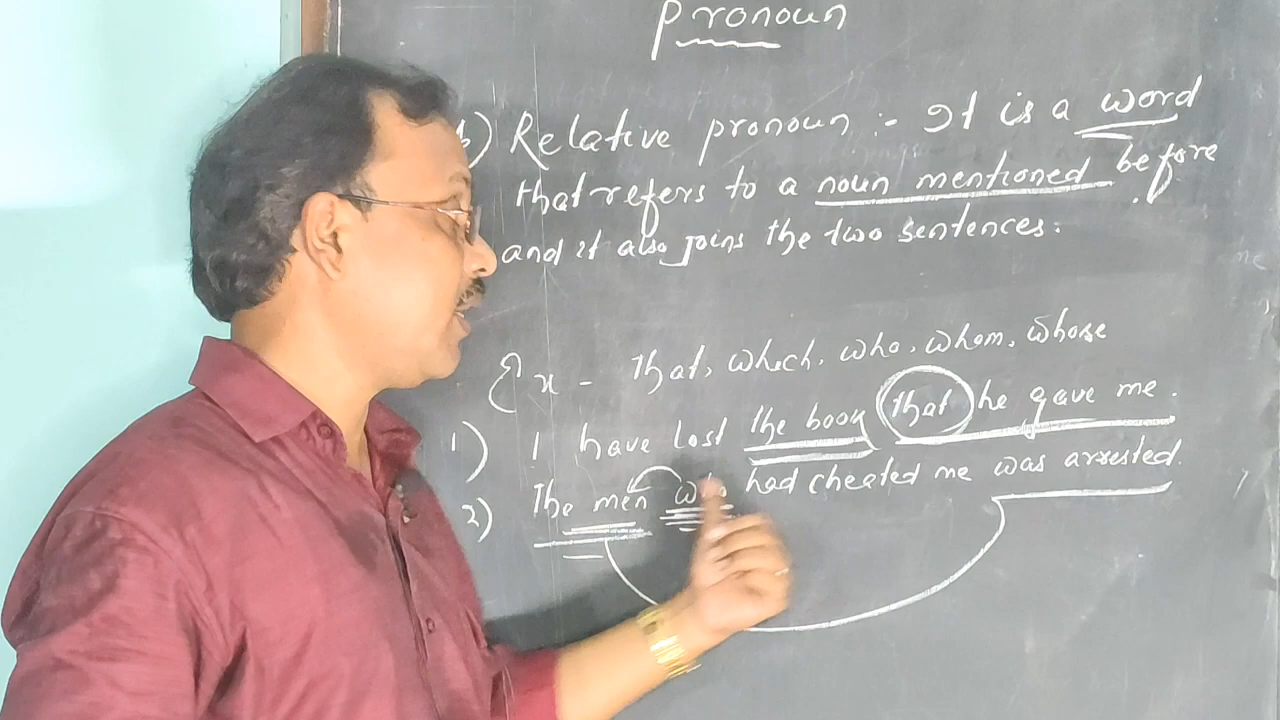 Pronoun
b) Relative pronoun :- It is a word
that refers to a noun mentioned before
and it also joins the two sentences.
Ex - That, which, who, whom, whose
1) I have lost the book that he gave me.
2) The men who had cheated me was arrested.